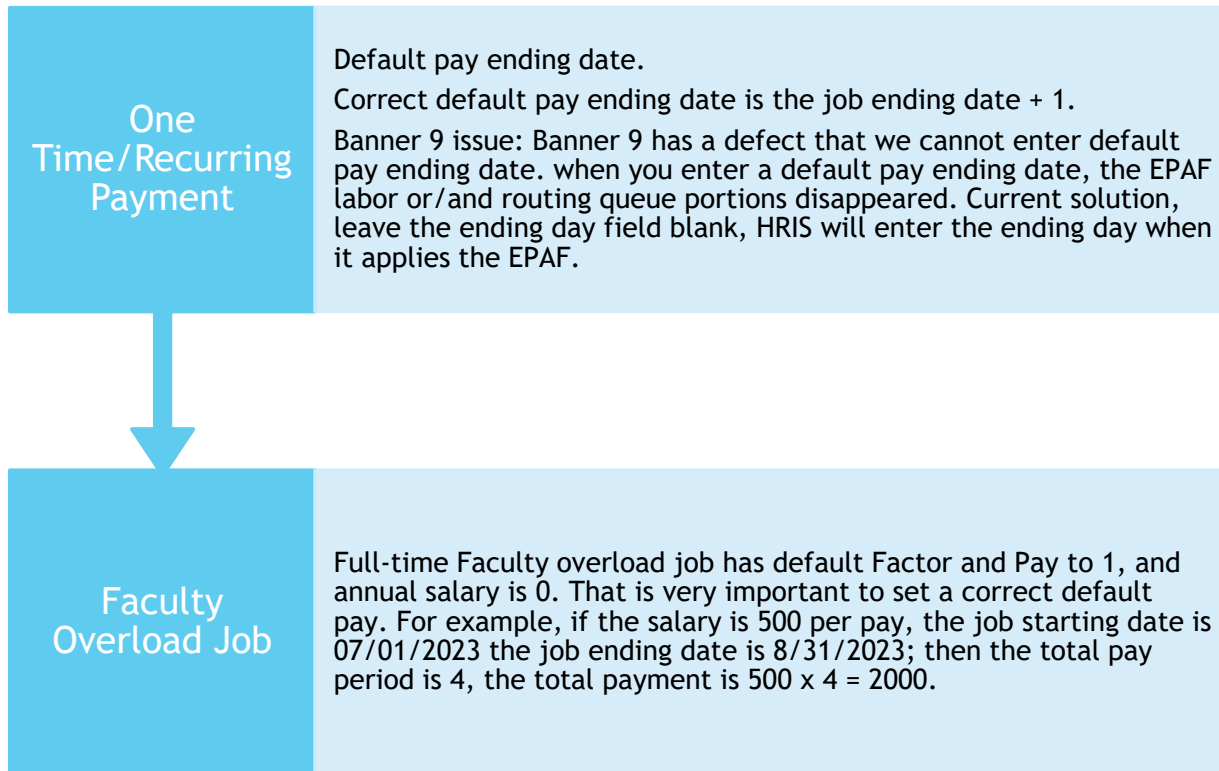 One
Time/Recurring
Payment
Default pay ending date.
Correct default pay ending date is the job ending date + 1.
Banner 9 issue: Banner 9 has a defect that we cannot enter default
pay ending date. when you enter a default pay ending date, the EPAF
labor or/and routing queue portions disappeared. Current solution,
leave the ending day field blank, HRIS will enter the ending day when
it applies the EPAF.
Faculty
Overload Job
Full-time Faculty overload job has default Factor and Pay to 1, and
annual salary is 0. That is very important to set a correct default
pay. For example, if the salary is 500 per pay, the job starting date is
07/01/2023 the job ending date is 8/31/2023; then the total pay
period is 4, the total payment is 500 x 4 = 2000.